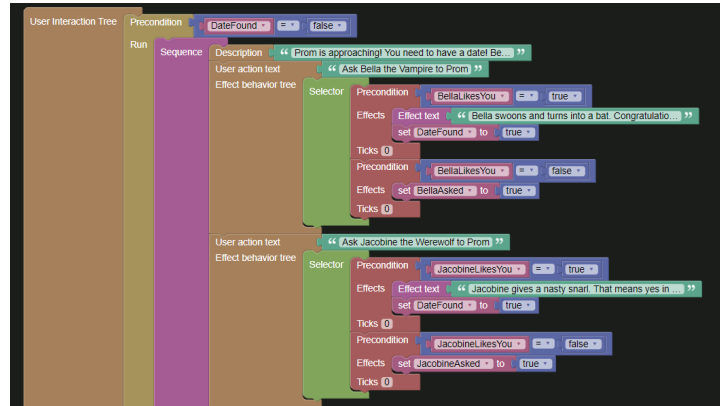 User Interaction Tree Precondition DateFound = false
Run Sequence Description “ Prom is approaching! You need to have a date! Be... ”
User action text “ Ask Bella the Vampire to Prom ”
Effect behavior tree Selector Precondition BellaLikesYou = true
Effects Effect text “ Bella swoons and turns into a bat. Congratulatio... ”
set DateFound to true
Ticks 0
Precondition BellaLikesYou = false
Effects set BellaAsked to true
Ticks 0
User action text “ Ask Jacobine the Werewolf to Prom ”
Effect behavior tree Selector Precondition JacobineLikesYou = true
Effects Effect text “ Jacobine gives a nasty snarl. That means yes in ... ”
set DateFound to true
Ticks 0
Precondition JacobineLikesYou = false
Effects set JacobineAsked to true
Ticks 0